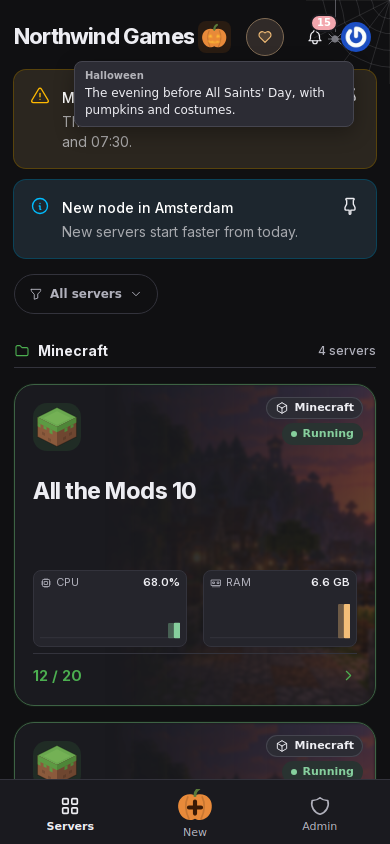 Northwind Games
15
Halloween
The evening before All Saints' Day, with
pumpkins and costumes.
and 07:30.
New node in Amsterdam
New servers start faster from today.
All servers
Minecraft
4 servers
Minecraft
Running
All the Mods 10
CPU
68.0%
RAM
6.6 GB
12 / 20
Minecraft
Running
Servers
New
Admin